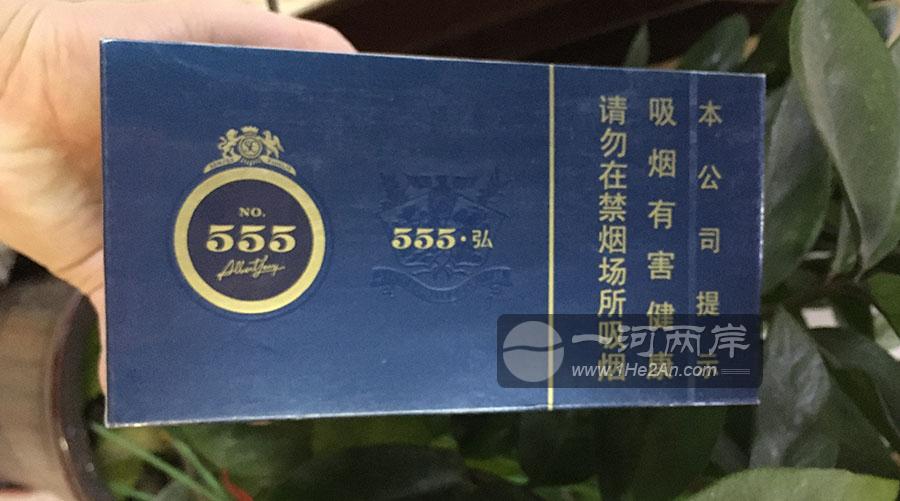 NO.
555
555·弘
本公司提示
吸烟有害健康
请勿在禁烟场所吸烟
一河两岸
www.1He2An.com